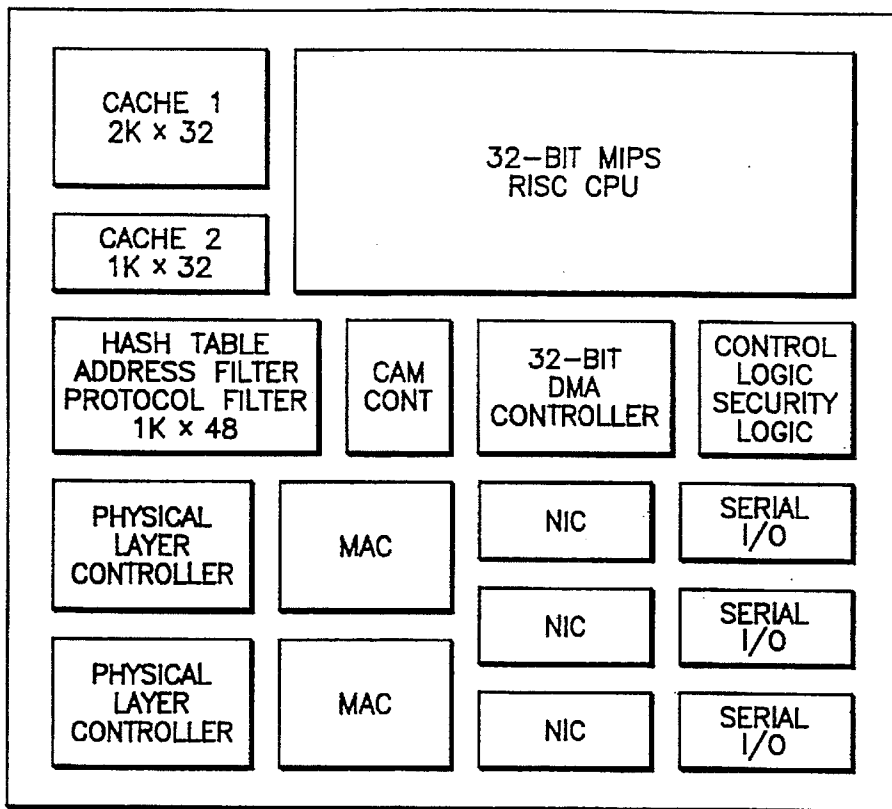 CACHE 1
2K × 32
32-BIT MIPS
RISC CPU
CACHE 2
1K × 32
HASH TABLE
ADDRESS FILTER
PROTOCOL FILTER
1K × 48
CAM
CONT
32-BIT
DMA
CONTROLLER
CONTROL
LOGIC
SECURITY
LOGIC
PHYSICAL
LAYER
CONTROLLER
MAC
NIC
SERIAL
I/O
NIC
SERIAL
I/O
PHYSICAL
LAYER
CONTROLLER
MAC
NIC
SERIAL
I/O